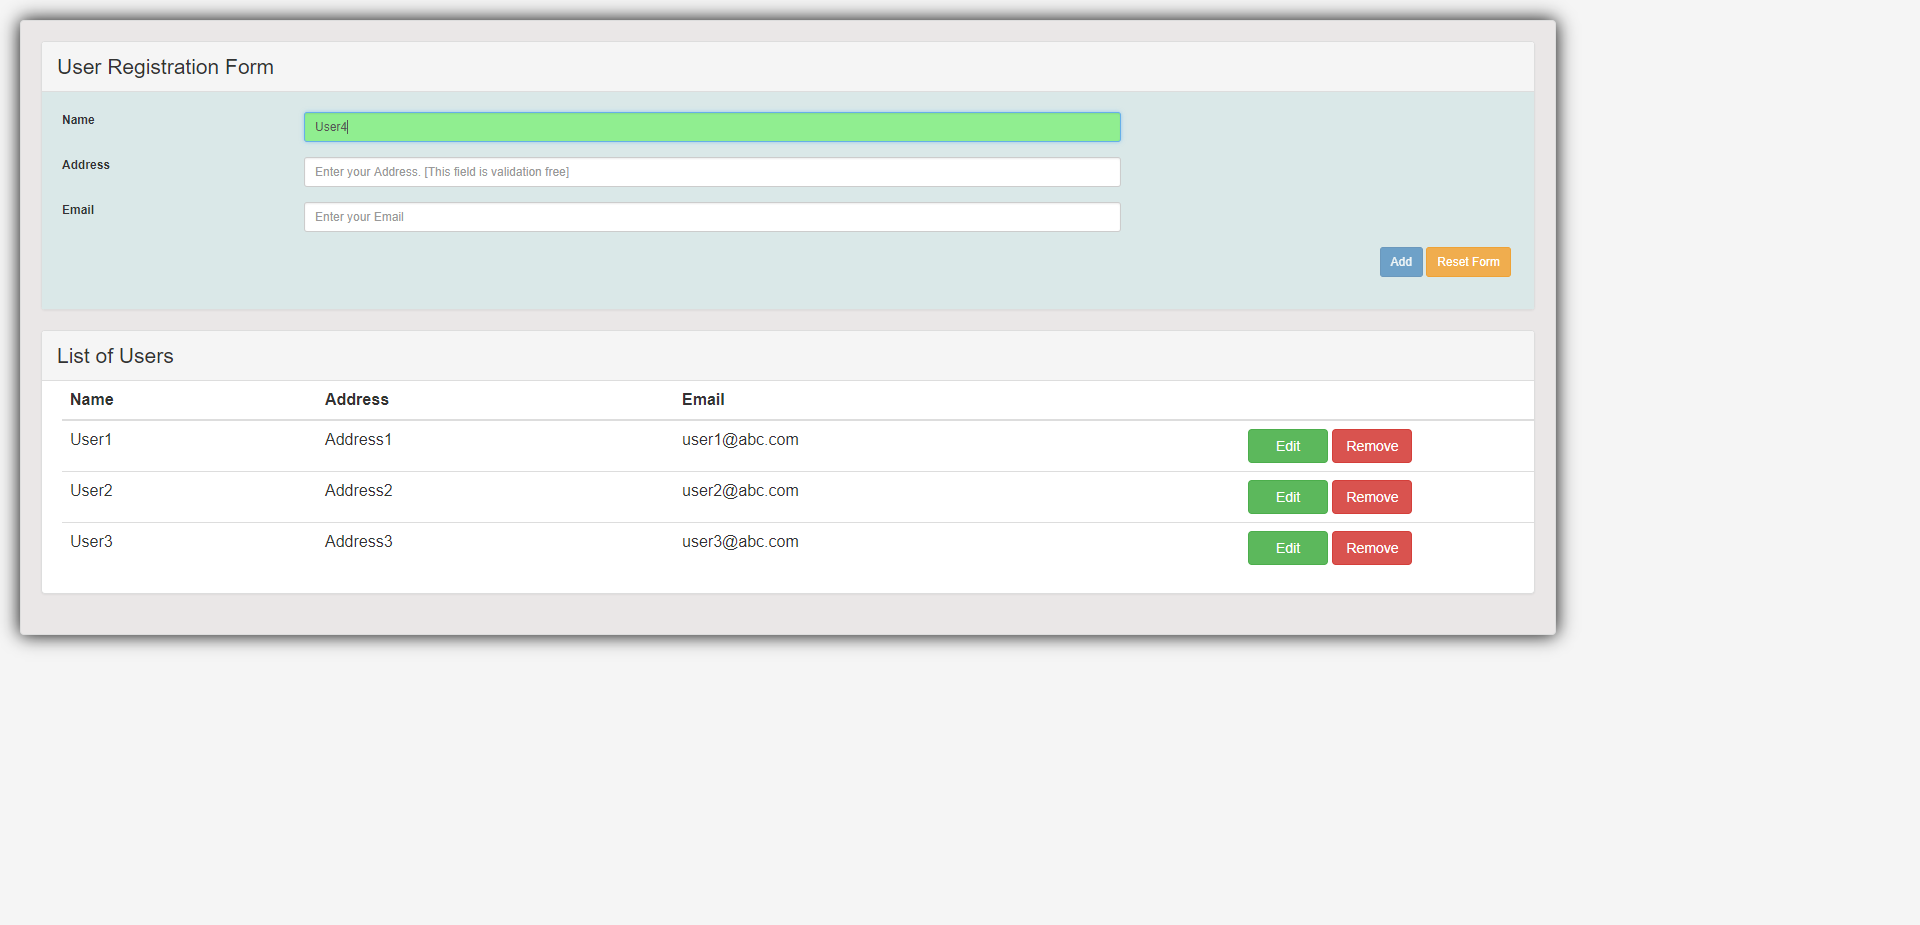 User Registration Form
Name
User4
Address
Enter your Address. [This field is validation free]
Email
Enter your Email
Add Reset Form
List of Users
Name Address Email
User1 Address1 user1@abc.com Edit Remove
User2 Address2 user2@abc.com Edit Remove
User3 Address3 user3@abc.com Edit Remove